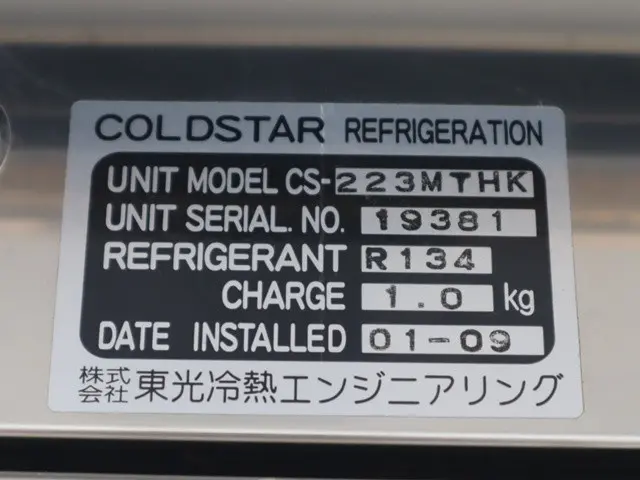 COLDSTAR REFRIGERATION
UNIT MODEL CS-223MTHK
UNIT SERIAL. NO. 19381
REFRIGERANT R134
CHARGE 1.0 kg
DATE INSTALLED 01-09
株式会社 東光冷熱エンジニアリング